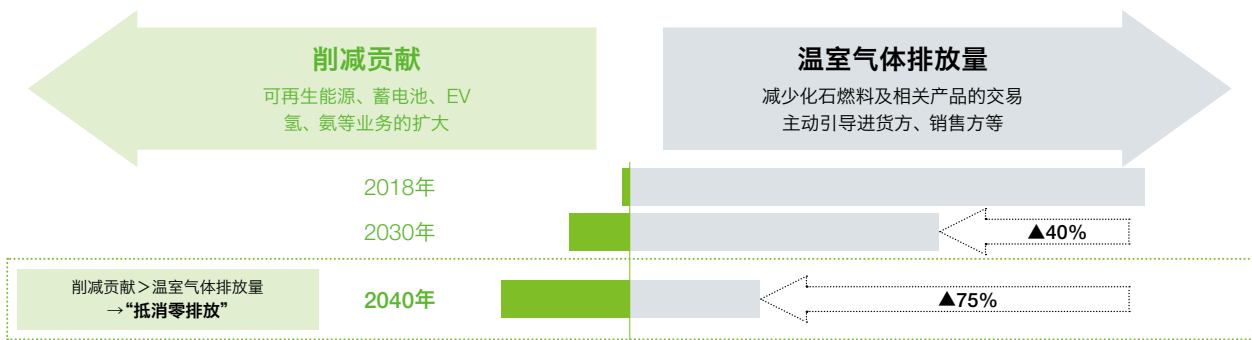 削减贡献
可再生能源、蓄电池、EV
氢、氨等业务的扩大
温室气体排放量
减少化石燃料及相关产品的交易
主动引导进货方、销售方等
2018年
2030年
▲40%
削减贡献＞温室气体排放量
→“抵消零排放”
2040年
▲75%